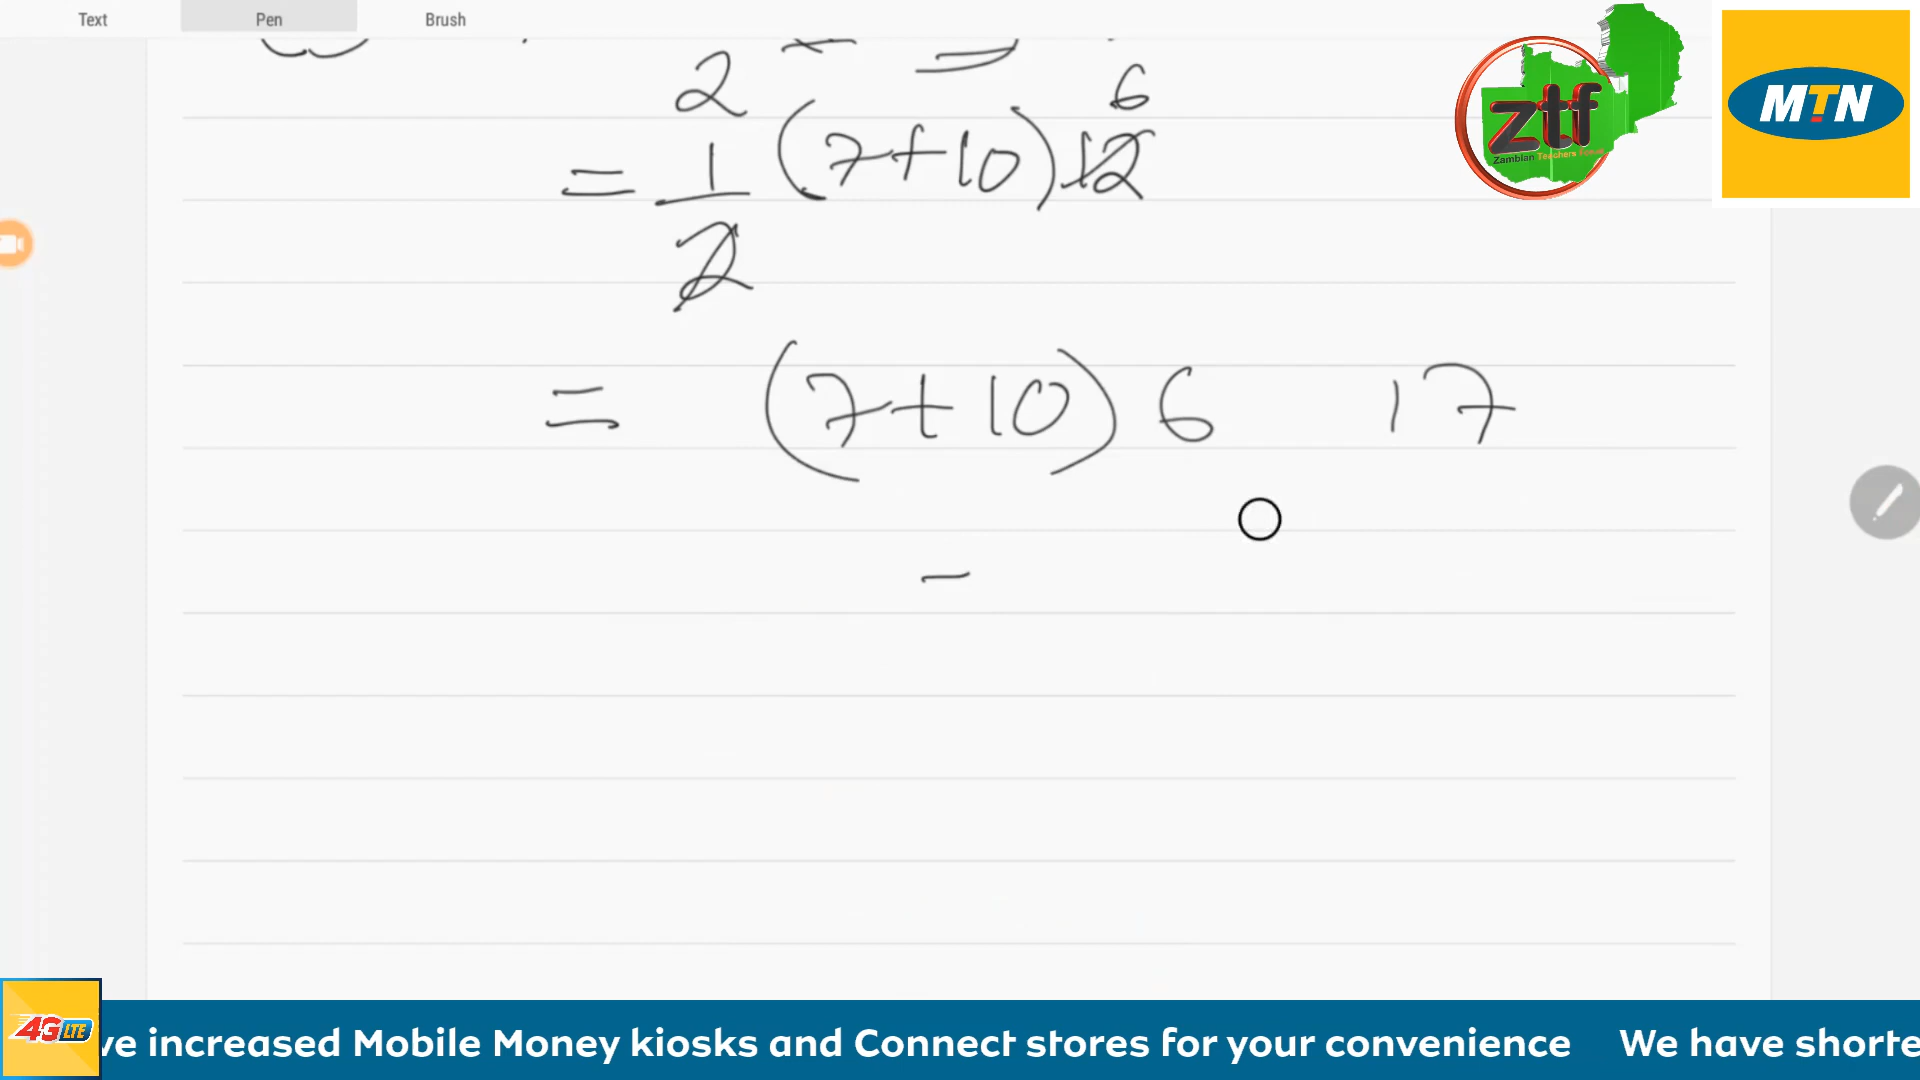 Text Pen Brush
2 6
= 1 (7+10) 12
2
= (7+10) 6 17
–
ztf
Zambian Teachers Forum
MTN
4G LTE
ve increased Mobile Money kiosks and Connect stores for your convenience We have shorte